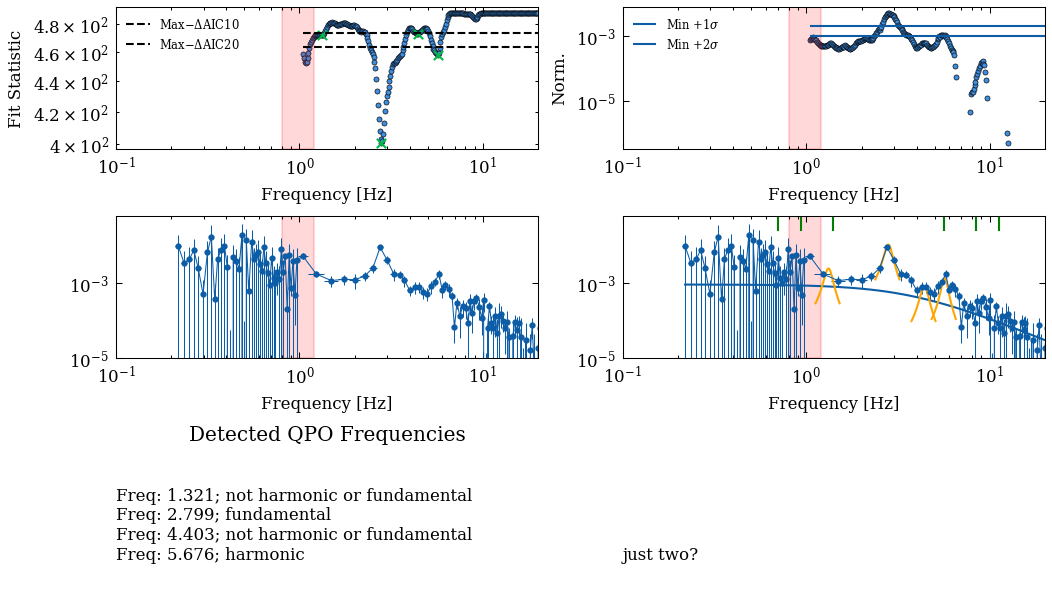 4.8 × 10²
4.6 × 10²
4.4 × 10²
4.2 × 10²
4 × 10²
Fit Statistic
Max−ΔAIC10
Max−ΔAIC20
10⁻¹ 10⁰ 10¹
Frequency [Hz]
10⁻³
10⁻⁵
Norm.
Min +1σ
Min +2σ
10⁻¹ 10⁰ 10¹
Frequency [Hz]
10⁻³
10⁻⁵
10⁻¹ 10⁰ 10¹
Frequency [Hz]
10⁻³
10⁻⁵
10⁻¹ 10⁰ 10¹
Frequency [Hz]
Detected QPO Frequencies
Freq: 1.321; not harmonic or fundamental
Freq: 2.799; fundamental
Freq: 4.403; not harmonic or fundamental
Freq: 5.676; harmonic
just two?